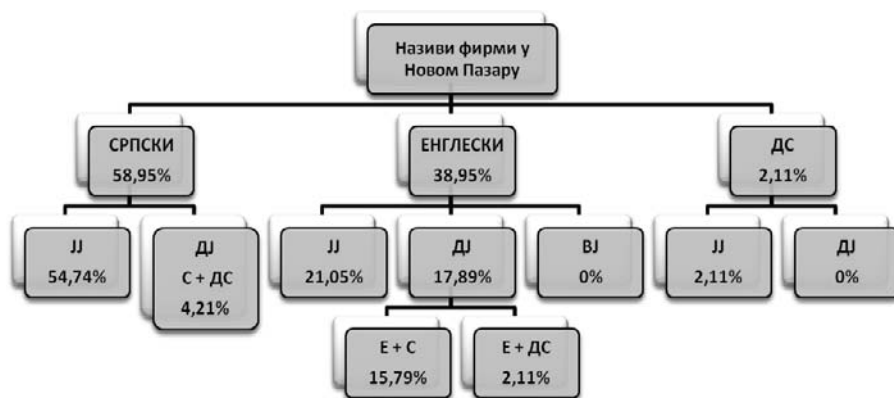 Називи фирми у
Новом Пазару
СРПСКИ
58,95%
ЕНГЛЕСКИ
38,95%
ДС
2,11%
ЈЈ
54,74%
ДЈ
С + ДС
4,21%
ЈЈ
21,05%
ДЈ
17,89%
ВЈ
0%
ЈЈ
2,11%
ДЈ
0%
Е + С
15,79%
Е + ДС
2,11%